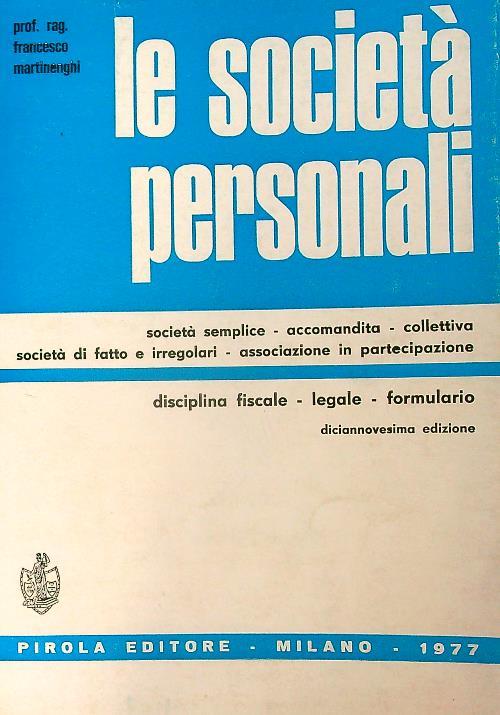 prof. rag.
francesco
martinenghi
le società
personali
società semplice - accomandita - collettiva
società di fatto e irregolari - associazione in partecipazione
disciplina fiscale - legale - formulario
diciannovesima edizione
PIROLA EDITORE - MILANO - 1977